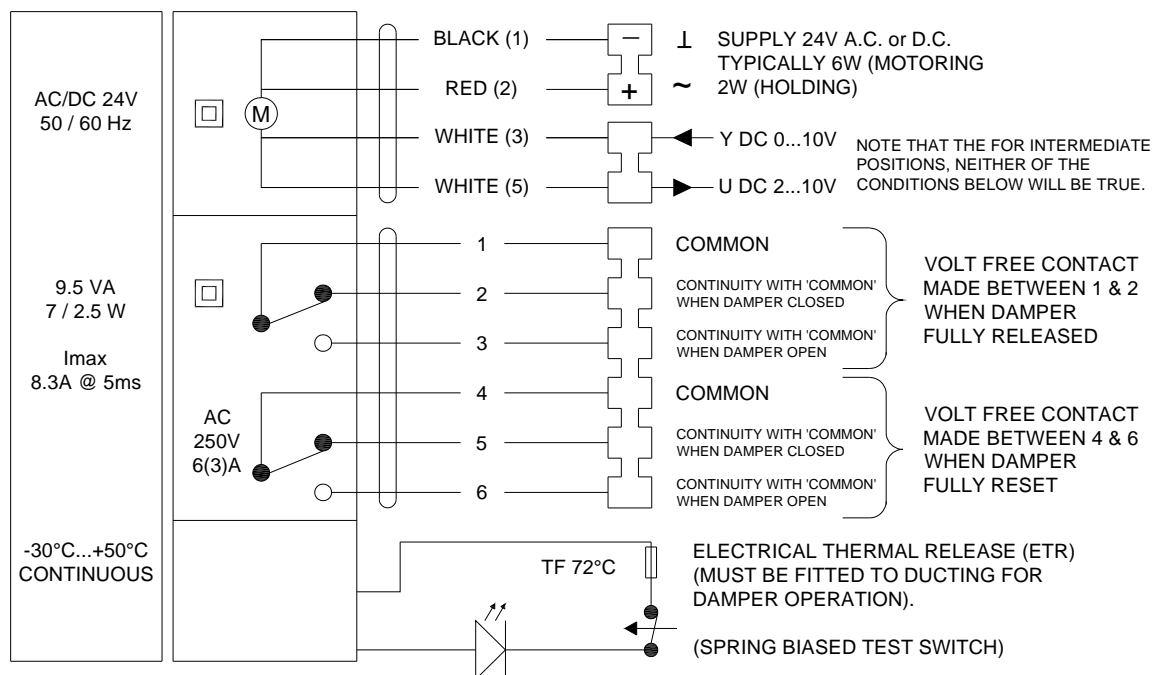 AC/DC 24V
50 / 60 Hz
9.5 VA
7 / 2.5 W
Imax
8.3A @ 5ms
-30°C...+50°C
CONTINUOUS
M
AC
250V
6(3)A
BLACK (1)
RED (2)
WHITE (3)
WHITE (5)
−
+
⊥
~
SUPPLY 24V A.C. or D.C.
TYPICALLY 6W (MOTORING
2W (HOLDING)
Y DC 0...10V
U DC 2...10V
NOTE THAT THE FOR INTERMEDIATE
POSITIONS, NEITHER OF THE
CONDITIONS BELOW WILL BE TRUE.
1
COMMON
2
CONTINUITY WITH 'COMMON'
WHEN DAMPER CLOSED
3
CONTINUITY WITH 'COMMON'
WHEN DAMPER OPEN
VOLT FREE CONTACT
MADE BETWEEN 1 & 2
WHEN DAMPER
FULLY RELEASED
4
COMMON
5
CONTINUITY WITH 'COMMON'
WHEN DAMPER CLOSED
6
CONTINUITY WITH 'COMMON'
WHEN DAMPER OPEN
VOLT FREE CONTACT
MADE BETWEEN 4 & 6
WHEN DAMPER
FULLY RESET
TF 72°C
ELECTRICAL THERMAL RELEASE (ETR)
(MUST BE FITTED TO DUCTING FOR
DAMPER OPERATION).
(SPRING BIASED TEST SWITCH)